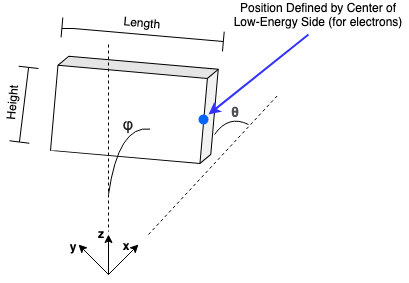 Position Defined by Center of
Low-Energy Side (for electrons)
Length
Height
φ
θ
z
y
x